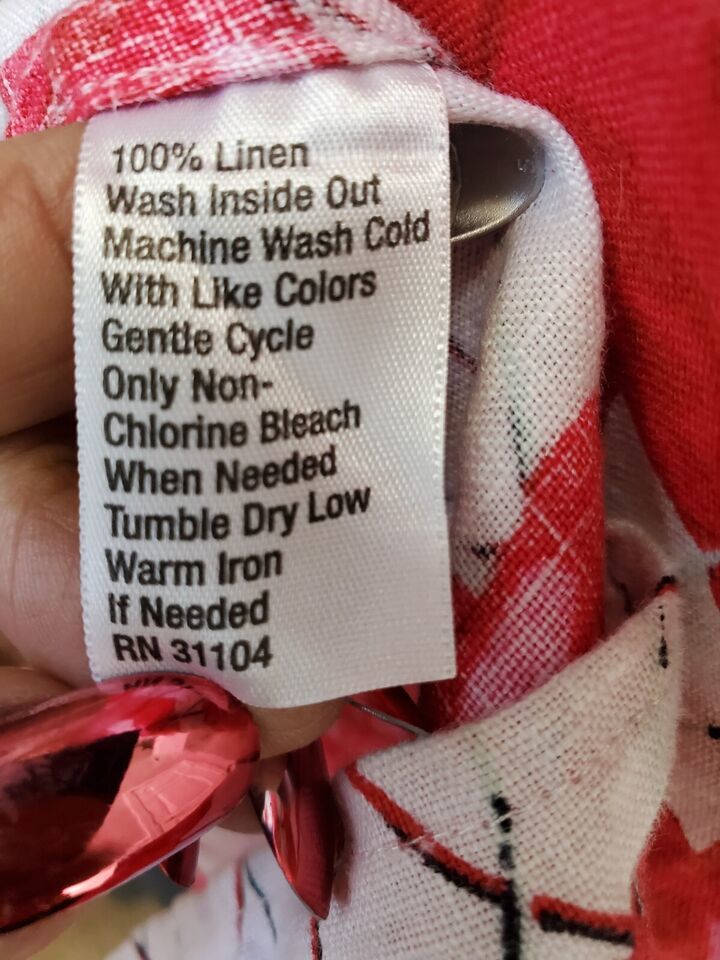 100% Linen
Wash Inside Out
Machine Wash Cold
With Like Colors
Gentle Cycle
Only Non-
Chlorine Bleach
When Needed
Tumble Dry Low
Warm Iron
If Needed
RN 31104